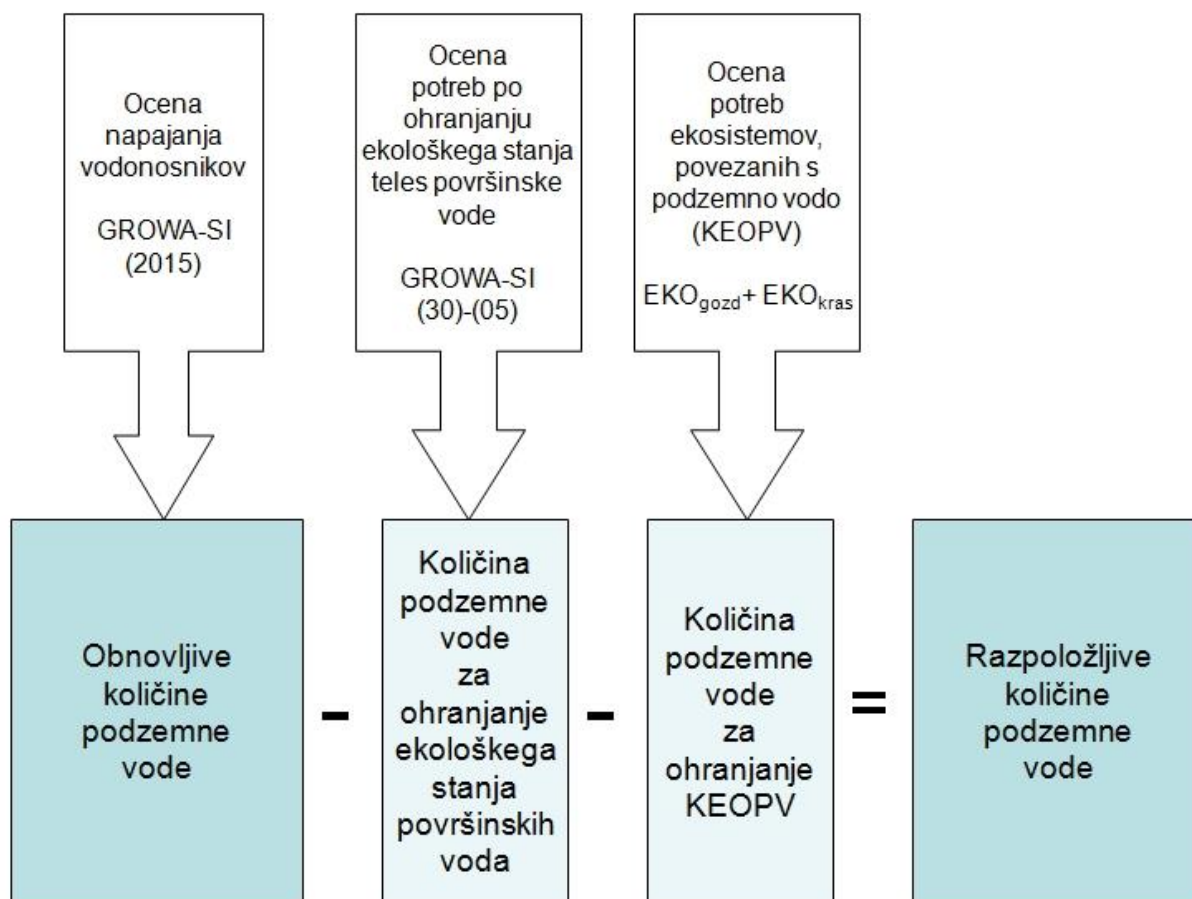 Ocena
napajanja
vodonosnikov
GROWA-SI
(2015)
Ocena
potreb po
ohranjanju
ekološkega stanja
teles površinske
vode
GROWA-SI
(30)-(05)
Ocena
potreb
ekosistemov,
povezanih s
podzemno vodo
(KEOPV)
EKOgozd+ EKOkras
Obnovljive
količine
podzemne
vode
-
Količina
podzemne
vode
za
ohranjanje
ekološkega
stanja
površinskih
voda
-
Količina
podzemne
vode
za
ohranjanje
KEOPV
=
Razpoložljive
količine
podzemne
vode